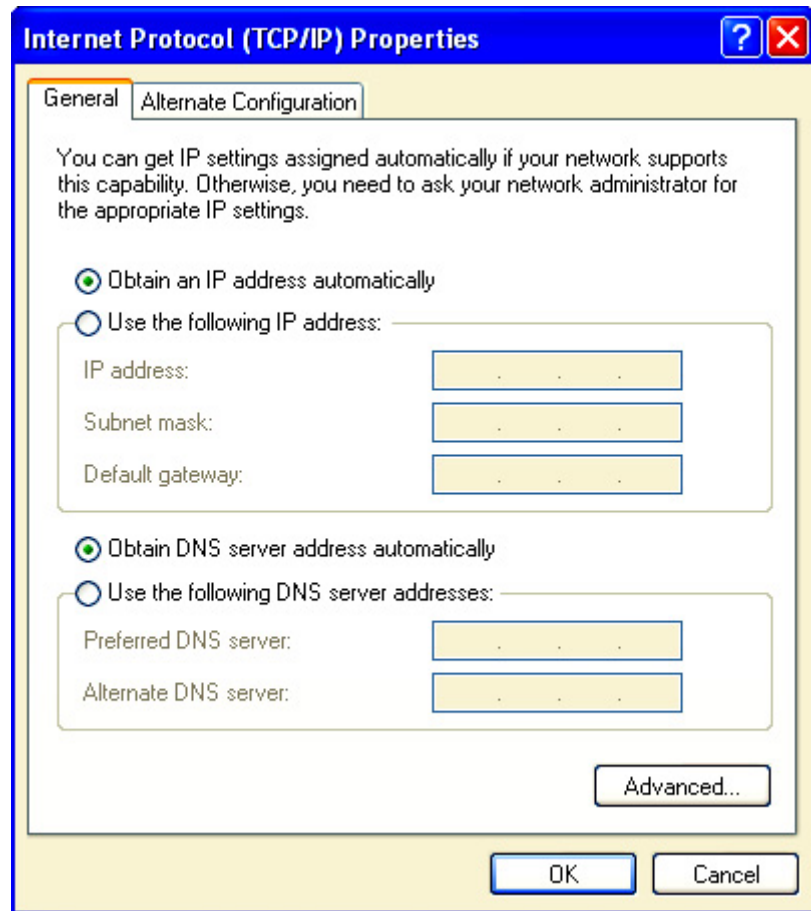 Internet Protocol (TCP/IP) Properties
General
Alternate Configuration
You can get IP settings assigned automatically if your network supports
this capability. Otherwise, you need to ask your network administrator for
the appropriate IP settings.
Obtain an IP address automatically
Use the following IP address:
IP address:
Subnet mask:
Default gateway:
Obtain DNS server address automatically
Use the following DNS server addresses:
Preferred DNS server:
Alternate DNS server:
Advanced...
OK
Cancel